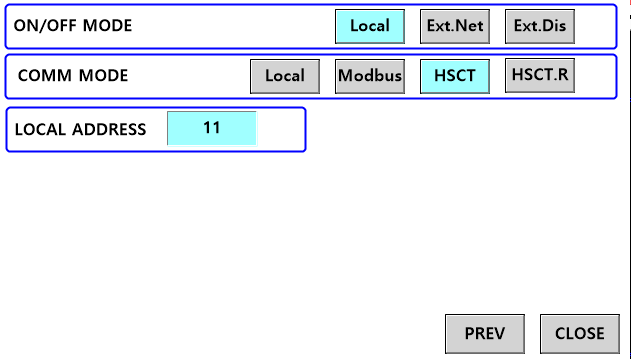 ON/OFF MODE Local Ext.Net Ext.Dis
COMM MODE Local Modbus HSCT HSCT.R
LOCAL ADDRESS 11
PREV CLOSE